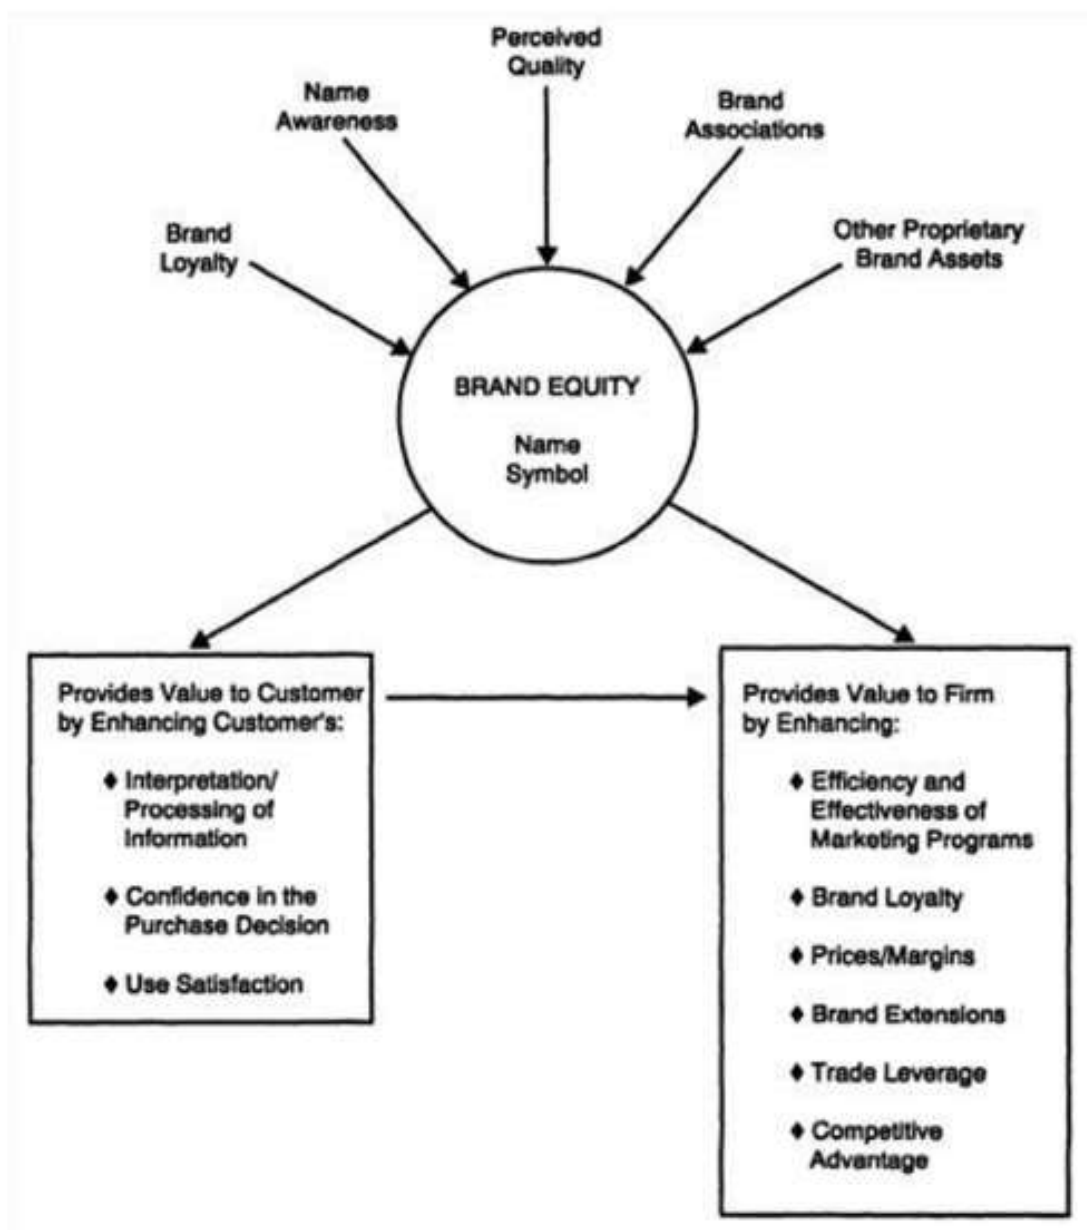 Perceived
Quality
Name
Awareness
Brand
Associations
Brand
Loyalty
Other Proprietary
Brand Assets
BRAND EQUITY
Name
Symbol
Provides Value to Customer
by Enhancing Customer's:
♦ Interpretation/
Processing of
Information
♦ Confidence in the
Purchase Decision
♦ Use Satisfaction
Provides Value to Firm
by Enhancing:
♦ Efficiency and
Effectiveness of
Marketing Programs
♦ Brand Loyalty
♦ Prices/Margins
♦ Brand Extensions
♦ Trade Leverage
♦ Competitive
Advantage